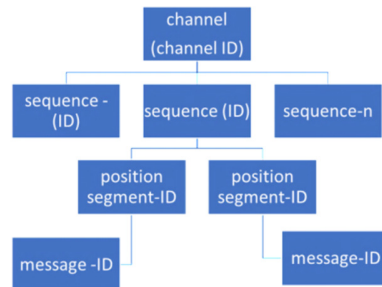 channel
(channel ID)
sequence -
(ID)
sequence (ID)
sequence-n
position
segment-ID
position
segment-ID
message -ID
message-ID